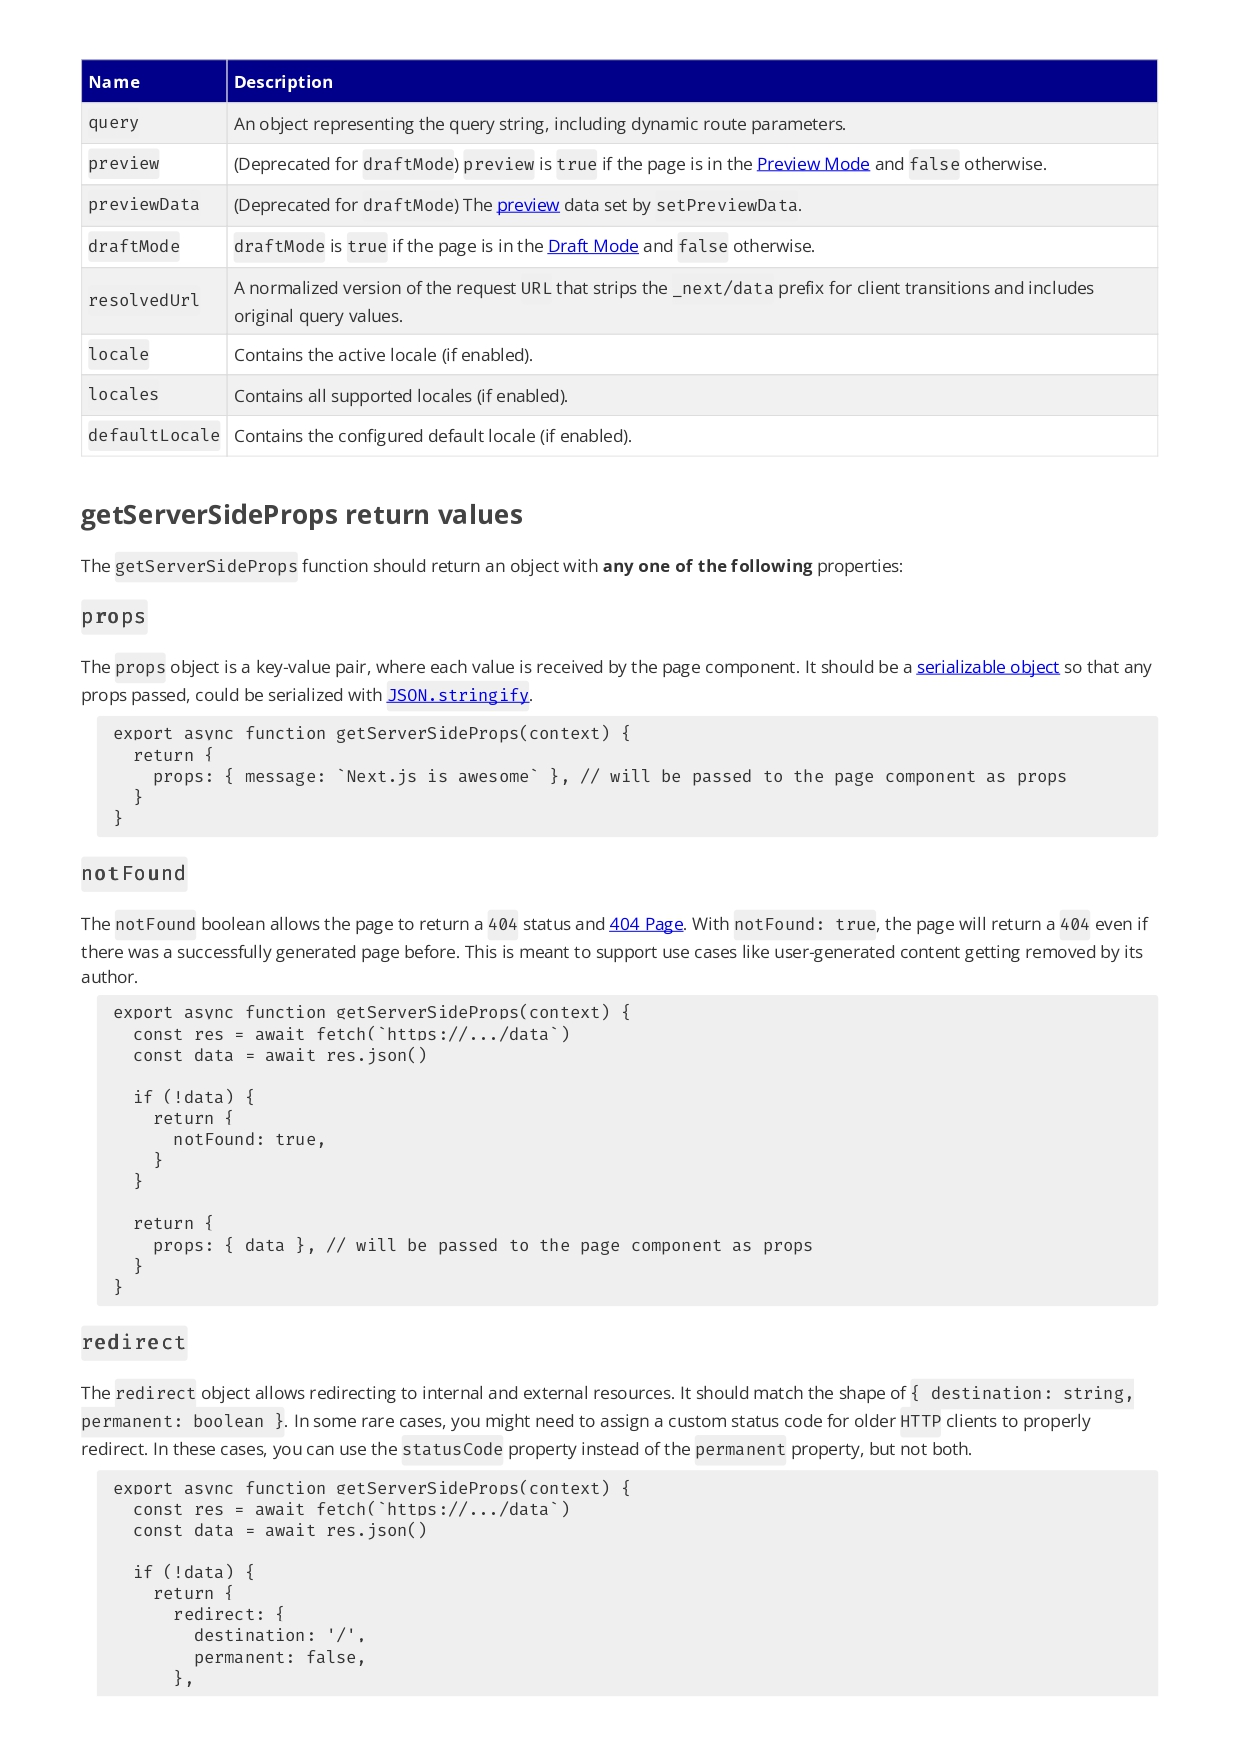 Name Description
query An object representing the query string, including dynamic route parameters.
preview (Deprecated for draftMode) preview is true if the page is in the Preview Mode and false otherwise.
previewData (Deprecated for draftMode) The preview data set by setPreviewData.
draftMode draftMode is true if the page is in the Draft Mode and false otherwise.
resolvedUrl A normalized version of the request URL that strips the _next/data prefix for client transitions and includes
original query values.
locale Contains the active locale (if enabled).
locales Contains all supported locales (if enabled).
defaultLocale Contains the configured default locale (if enabled).
getServerSideProps return values
The getServerSideProps function should return an object with any one of the following properties:
props
The props object is a key-value pair, where each value is received by the page component. It should be a serializable object so that any
props passed, could be serialized with JSON.stringify.
export async function getServerSideProps(context) {
  return {
    props: { message: `Next.js is awesome` }, // will be passed to the page component as props
  }
}
notFound
The notFound boolean allows the page to return a 404 status and 404 Page. With notFound: true, the page will return a 404 even if
there was a successfully generated page before. This is meant to support use cases like user-generated content getting removed by its
author.
export async function getServerSideProps(context) {
  const res = await fetch(`https://.../data`)
  const data = await res.json()

  if (!data) {
    return {
      notFound: true,
    }
  }

  return {
    props: { data }, // will be passed to the page component as props
  }
}
redirect
The redirect object allows redirecting to internal and external resources. It should match the shape of { destination: string,
permanent: boolean }. In some rare cases, you might need to assign a custom status code for older HTTP clients to properly
redirect. In these cases, you can use the statusCode property instead of the permanent property, but not both.
export async function getServerSideProps(context) {
  const res = await fetch(`https://.../data`)
  const data = await res.json()

  if (!data) {
    return {
      redirect: {
        destination: '/',
        permanent: false,
      },